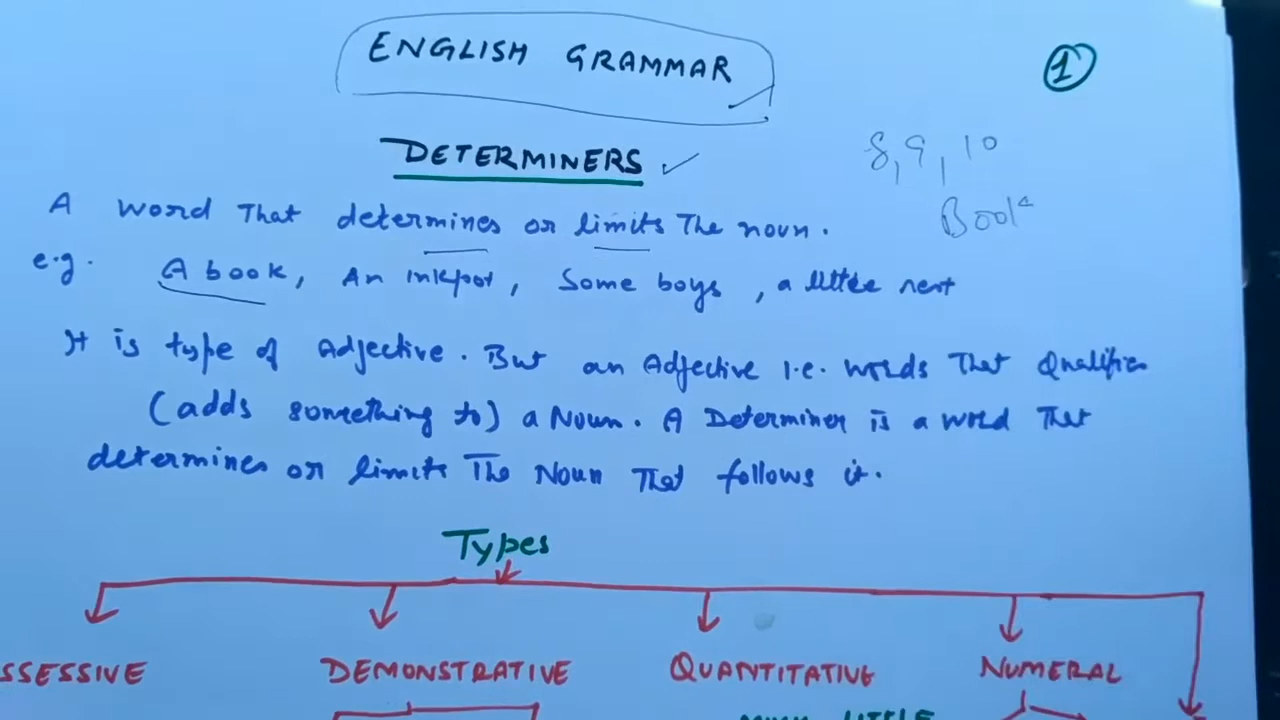 ENGLISH GRAMMAR
1
DETERMINERS
8, 9, 10
Book
A word That determines or limits The noun.
e.g. A book, An inkpot, Some boys, a little rest
It is type of Adjective. But an Adjective i.e. words That Qualifies
(adds something to) a Noun. A Determiner is a word That
determines or limits The Noun That follows it.
Types
SSESSIVE DEMONSTRATIVE QUANTITATIVE NUMERAL
LITTLE